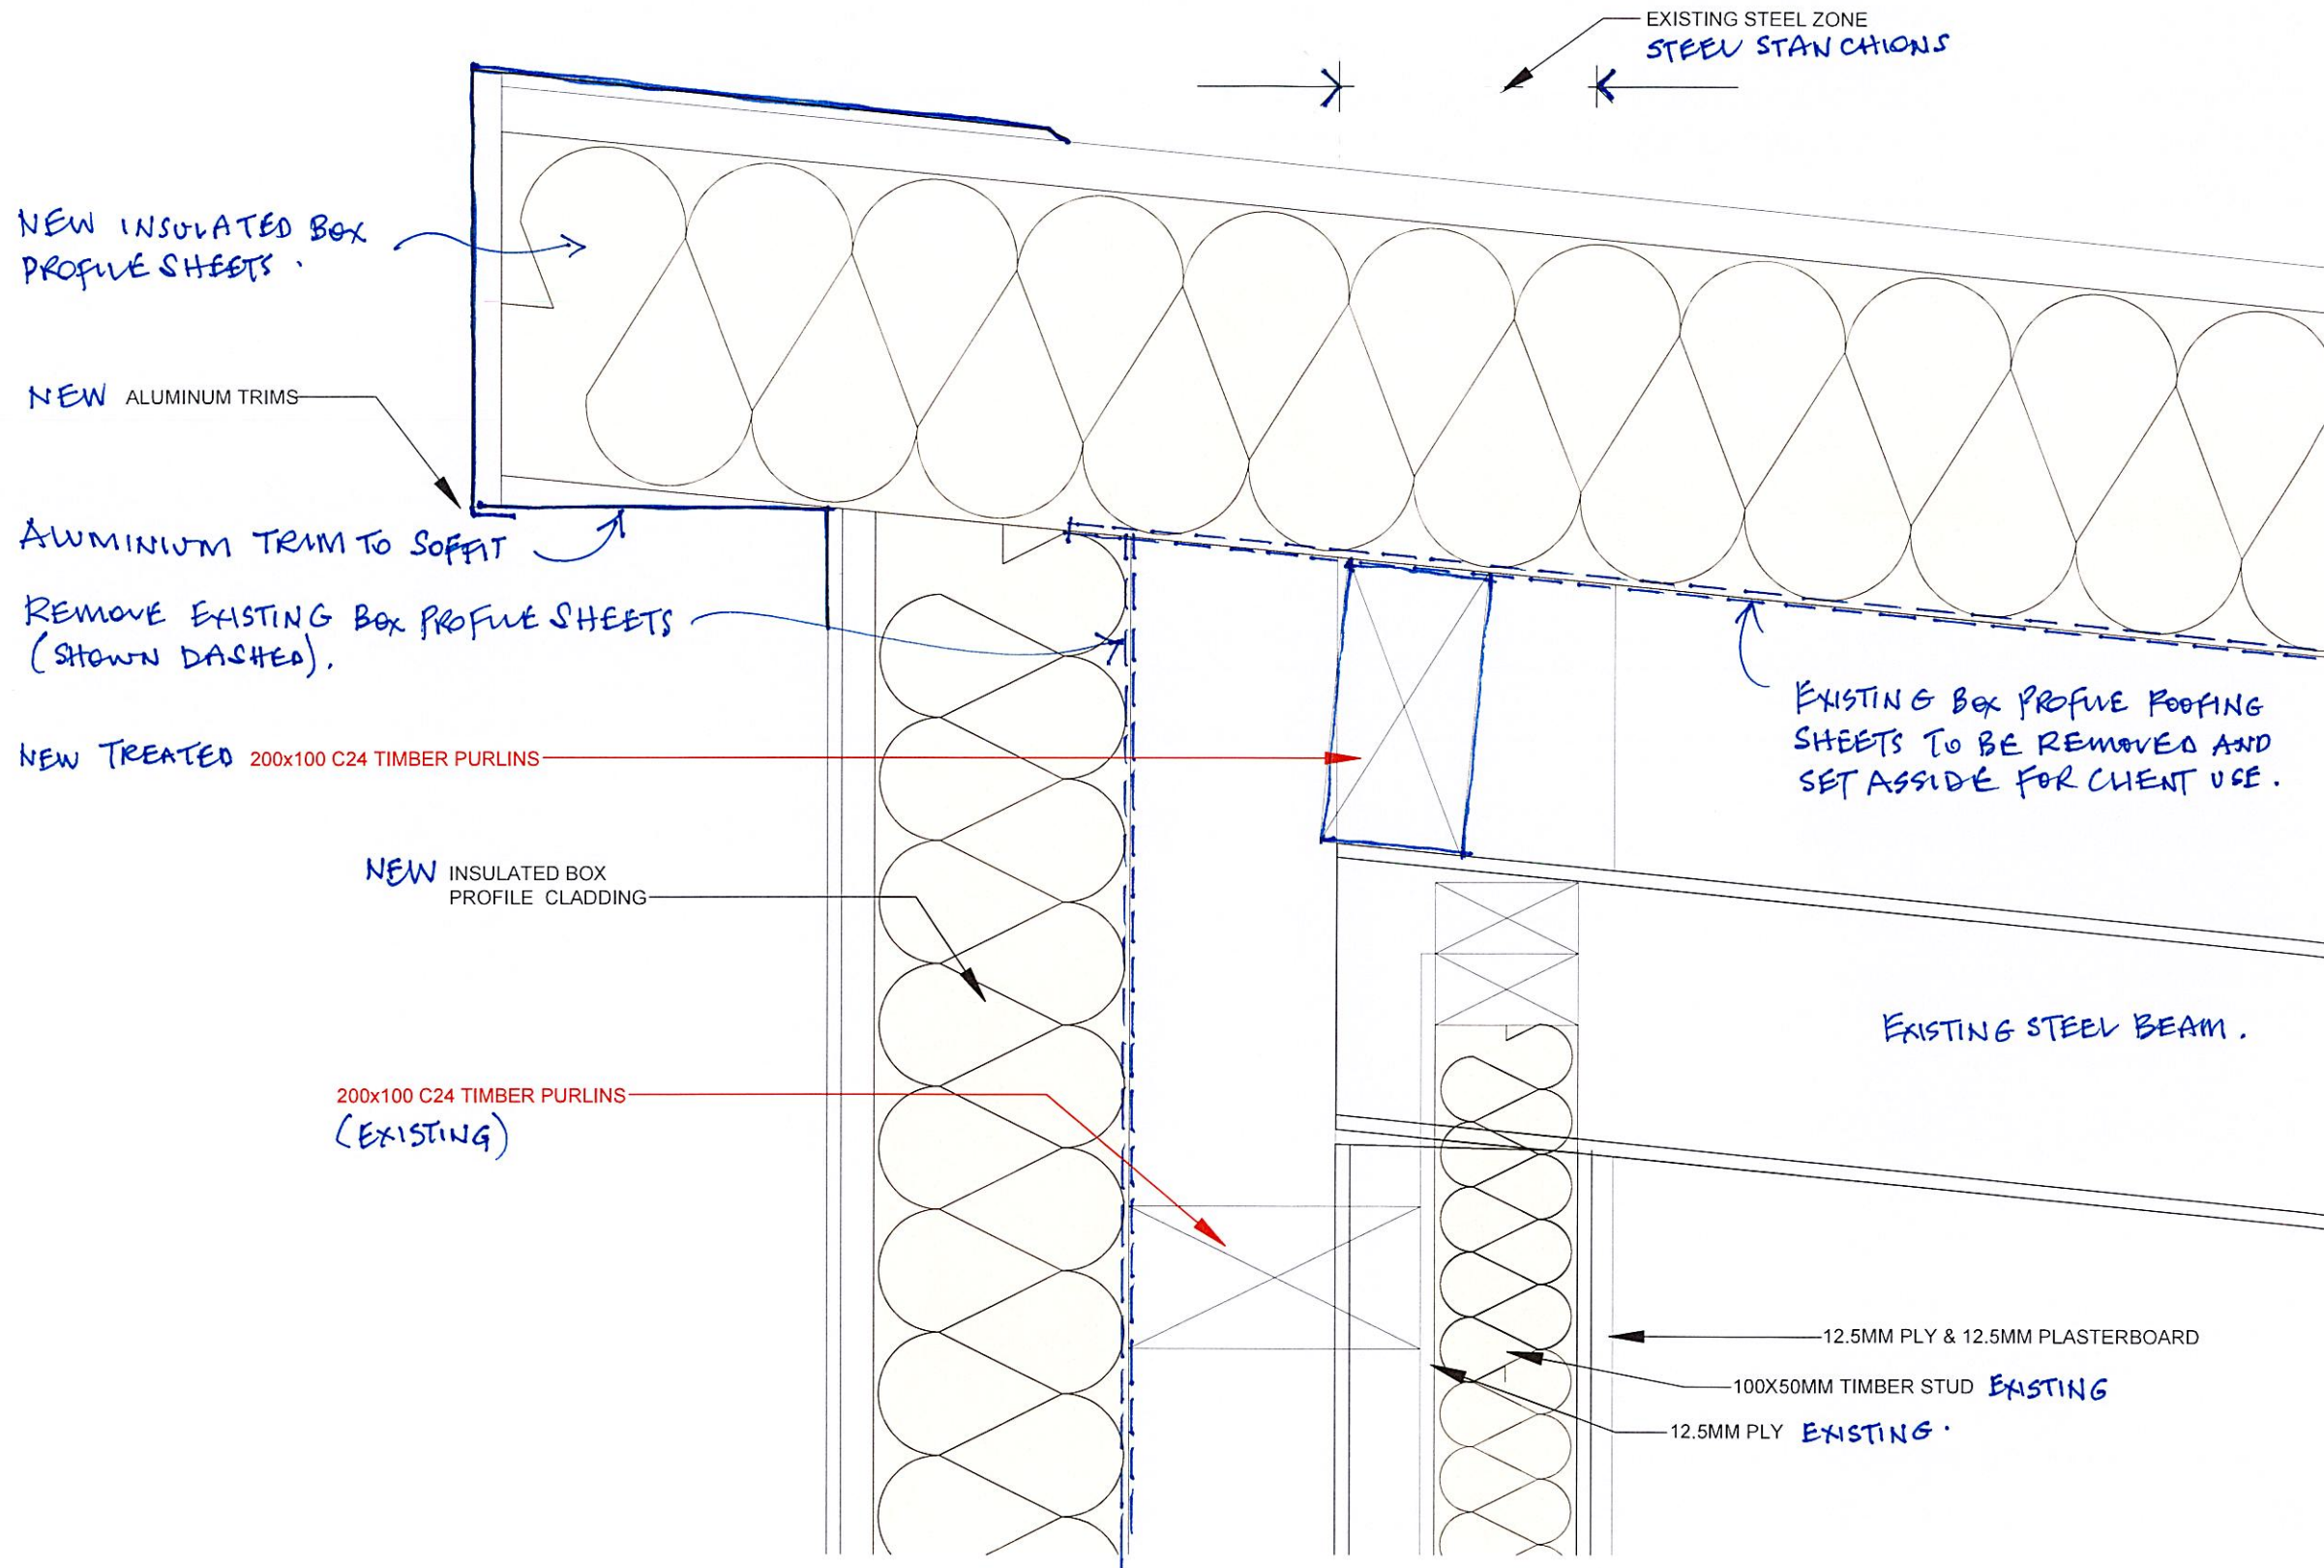 EXISTING STEEL ZONE
STEEL STANCHIONS
NEW INSULATED BOX
PROFILE SHEETS.
NEW ALUMINUM TRIMS
ALUMINIUM TRIM TO SOFFIT
REMOVE EXISTING BOX PROFILE SHEETS
(SHOWN DASHED).
NEW TREATED 200x100 C24 TIMBER PURLINS
EXISTING BOX PROFILE ROOFING
SHEETS TO BE REMOVED AND
SET ASSIDE FOR CLIENT USE.
NEW INSULATED BOX
PROFILE CLADDING
EXISTING STEEL BEAM.
200x100 C24 TIMBER PURLINS
(EXISTING)
12.5MM PLY & 12.5MM PLASTERBOARD
100X50MM TIMBER STUD EXISTING
12.5MM PLY EXISTING.